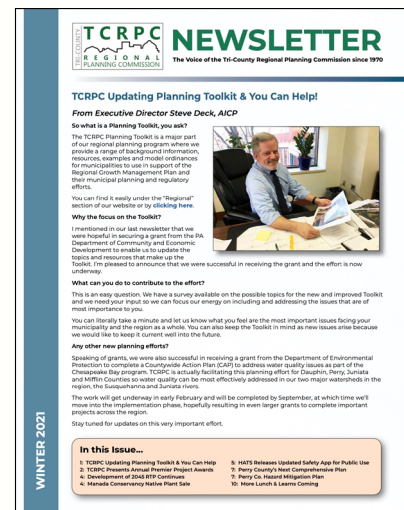 TRI-COUNTY
TCRPC
REGIONAL
PLANNING COMMISSION
NEWSLETTER
The Voice of the Tri-County Regional Planning Commission since 1970
TCRPC Updating Planning Toolkit & You Can Help!
From Executive Director Steve Deck, AICP
So what is a Planning Toolkit, you ask?
The TCRPC Planning Toolkit is a major part
of our regional planning program where we
provide a range of background information,
resources, examples and model ordinances
for municipalities to use in support of the
Regional Growth Management Plan and
their municipal planning and regulatory
efforts.
You can find it easily under the "Regional"
section of our website or by clicking here.
Why the focus on the Toolkit?
I mentioned in our last newsletter that we
were hopeful in securing a grant from the PA
Department of Community and Economic
Development to enable us to update the
topics and resources that make up the
Toolkit. I'm pleased to announce that we were successful in receiving the grant and the effort is now
underway.
What can you do to contribute to the effort?
This is an easy question. We have a survey available on the possible topics for the new and improved Toolkit
and we need your input so we can focus our energy on including and addressing the issues that are of
most importance to you.
You can literally take a minute and let us know what you feel are the most important issues facing your
municipality and the region as a whole. You can also keep the Toolkit in mind as new issues arise because
we would like to keep it current well into the future.
Any other new planning efforts?
Speaking of grants, we were also successful in receiving a grant from the Department of Environmental
Protection to complete a Countywide Action Plan (CAP) to address water quality issues as part of the
Chesapeake Bay program. TCRPC is actually facilitating this planning effort for Dauphin, Perry, Juniata
and Mifflin Counties so water quality can be most effectively addressed in our two major watersheds in the
region, the Susquehanna and Juniata rivers.
The work will get underway in early February and will be completed by September, at which time we'll
move into the implementation phase, hopefully resulting in even larger grants to complete important
projects across the region.
Stay tuned for updates on this very important effort.
WINTER 2021
In this Issue...
1: TCRPC Updating Planning Toolkit & You Can Help
2: TCRPC Presents Annual Premier Project Awards
4: Development of 2045 RTP Continues
4: Manada Conservancy Native Plant Sale
5: HATS Releases Updated Safety App for Public Use
7: Perry County's Next Comprehensive Plan
7: Perry Co. Hazard Mitigation Plan
10: More Lunch & Learns Coming